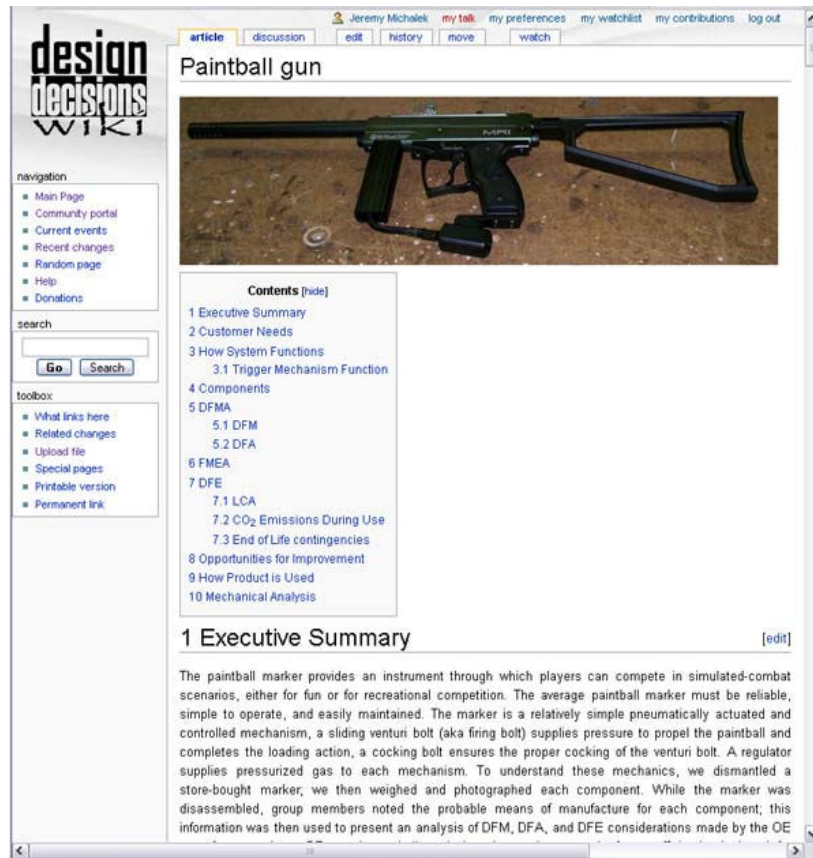 Jeremy Michalek my talk my preferences my watchlist my contributions log out
article discussion edit history move watch
design
decisions
wiki
Paintball gun
MR1
navigation
Main Page
Community portal
Current events
Recent changes
Random page
Help
Donations
search
Go Search
toolbox
What links here
Related changes
Upload file
Special pages
Printable version
Permanent link
Contents [hide]
1 Executive Summary
2 Customer Needs
3 How System Functions
3.1 Trigger Mechanism Function
4 Components
5 DFMA
5.1 DFM
5.2 DFA
6 FMEA
7 DFE
7.1 LCA
7.2 CO₂ Emissions During Use
7.3 End of Life contingencies
8 Opportunities for Improvement
9 How Product is Used
10 Mechanical Analysis
1 Executive Summary [edit]
The paintball marker provides an instrument through which players can compete in simulated-combat
scenarios, either for fun or for recreational competition. The average paintball marker must be reliable,
simple to operate, and easily maintained. The marker is a relatively simple pneumatically actuated and
controlled mechanism, a sliding venturi bolt (aka firing bolt) supplies pressure to propel the paintball and
completes the loading action, a cocking bolt ensures the proper cocking of the venturi bolt. A regulator
supplies pressurized gas to each mechanism. To understand these mechanics, we dismantled a
store-bought marker; we then weighed and photographed each component. While the marker was
disassembled, group members noted the probable means of manufacture for each component; this
information was then used to present an analysis of DFM, DFA, and DFE considerations made by the OE